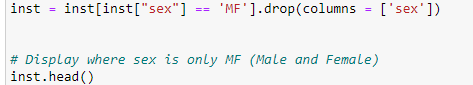 inst = inst[inst["sex"] == 'MF'].drop(columns = ['sex'])
# Display where sex is only MF (Male and Female)
inst.head()